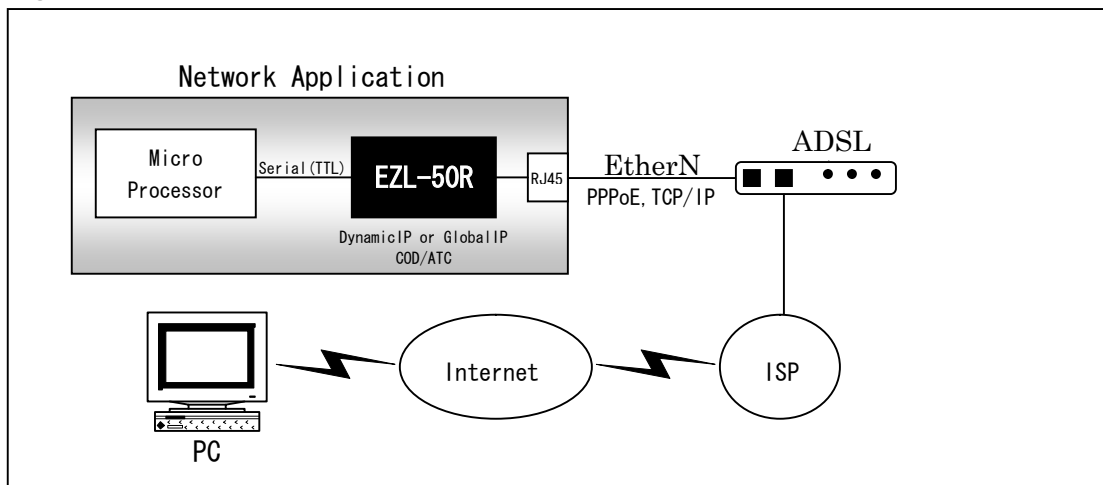 Network Application
Micro
Processor
Serial(TTL)
EZL-50R
RJ45
DynamicIP or GlobalIP
COD/ATC
EtherN
PPPoE,TCP/IP
ADSL
Internet
ISP
PC